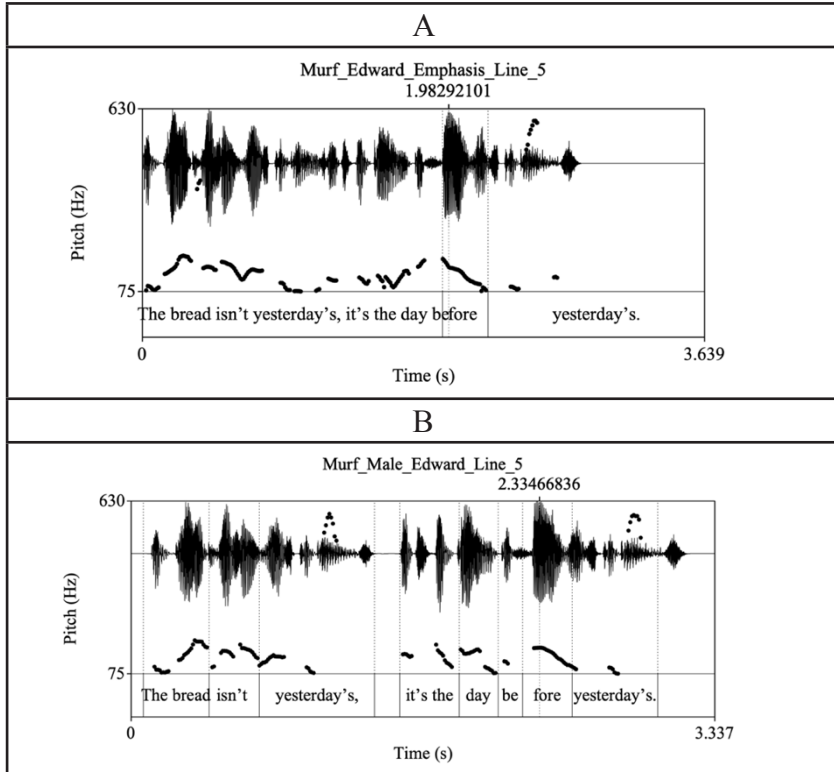 A
Murf_Edward_Emphasis_Line_5
1.98292101
630
Pitch (Hz)
75
The bread isn't yesterday's, it's the day before yesterday's.
0 3.639
Time (s)
B
Murf_Male_Edward_Line_5
2.33466836
630
Pitch (Hz)
75
The bread isn't yesterday's, it's the day be fore yesterday's.
0 3.337
Time (s)